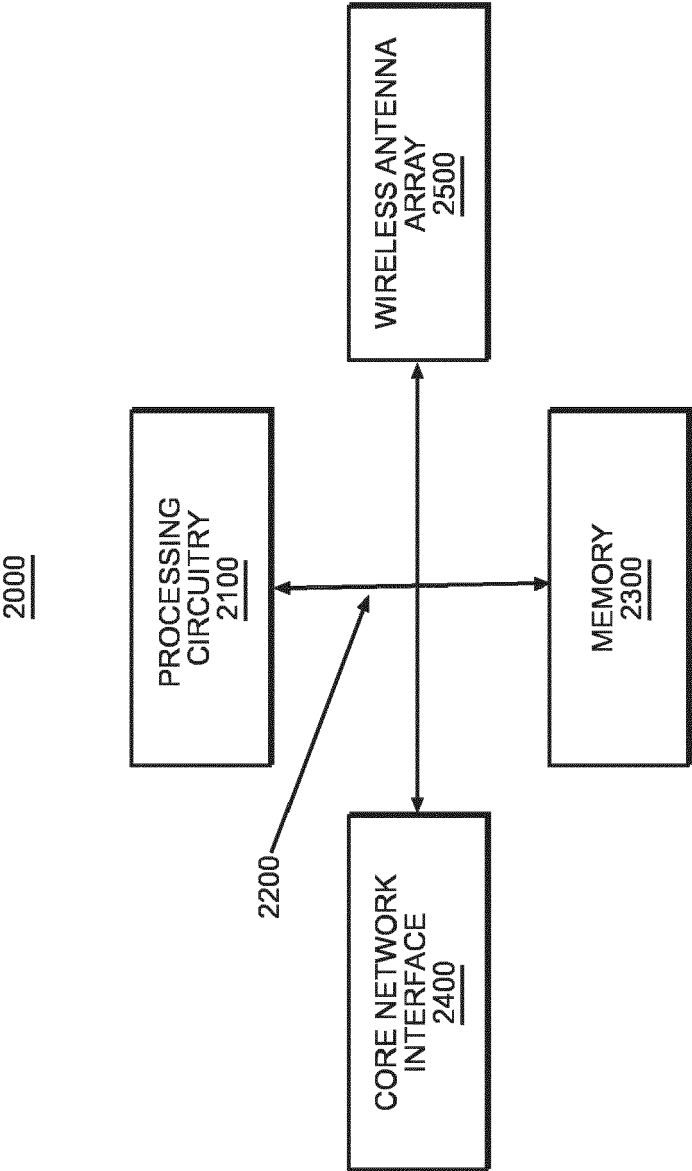 2000
PROCESSING
CIRCUITRY
2100
2200
CORE NETWORK
INTERFACE
2400
WIRELESS ANTENNA
ARRAY
2500
MEMORY
2300